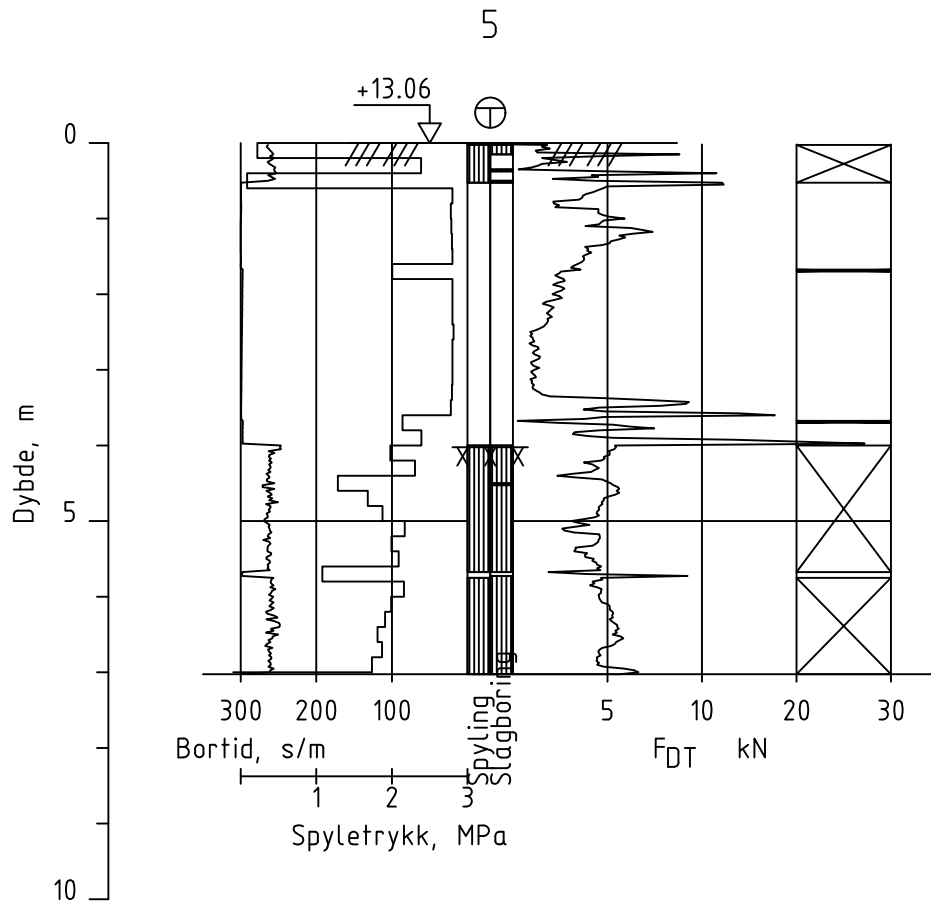 5
+13.06
T
0
Dybde, m
5
10
300 200 100
Spyling
Slagboring
5 10 20 30
Bortid, s/m
FDT kN
1 2 3
Spyletrykk, MPa